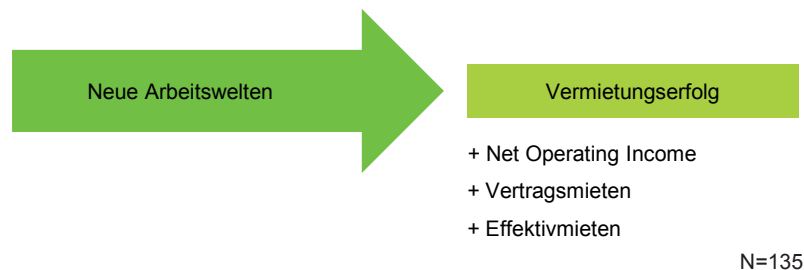 Neue Arbeitswelten
Vermietungserfolg
+ Net Operating Income
+ Vertragsmieten
+ Effektivmieten
N=135